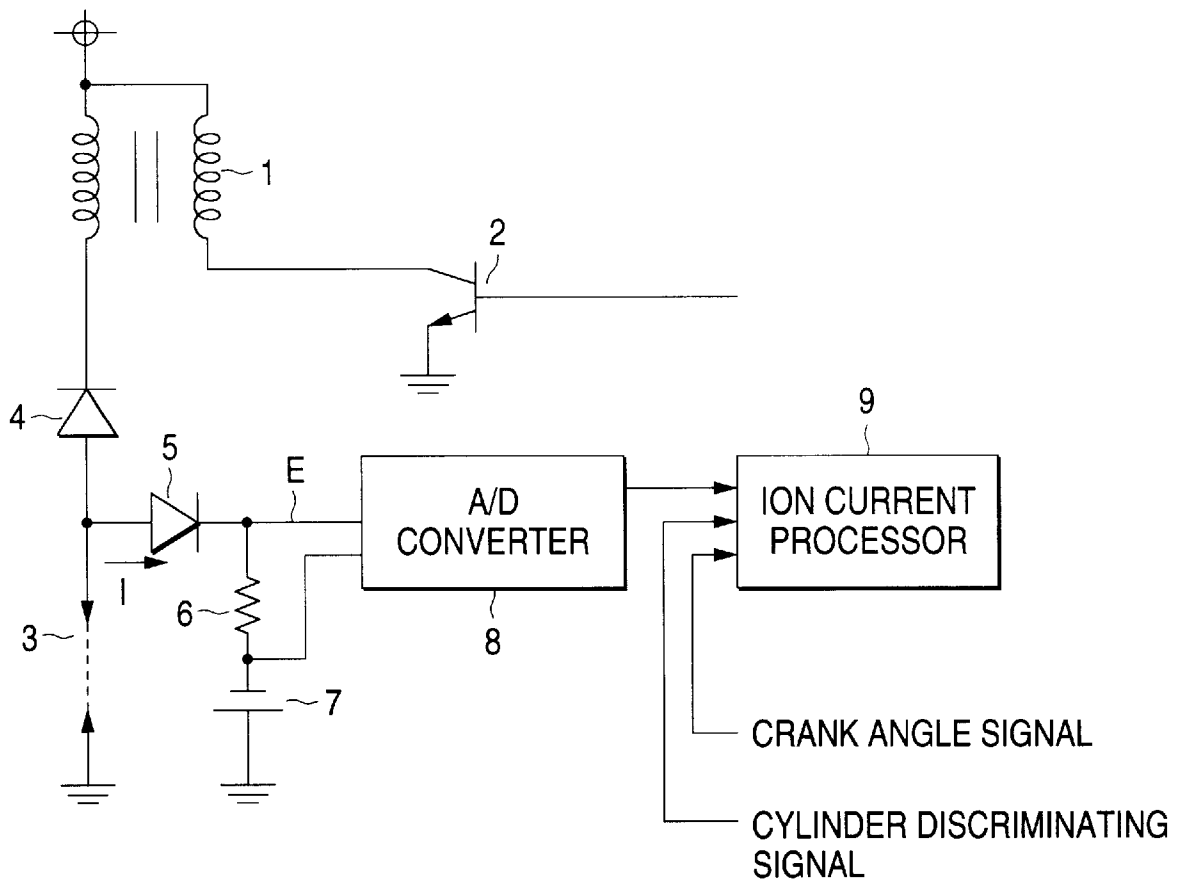 1
2
4
5
E
A/D
CONVERTER
9
ION CURRENT
PROCESSOR
I
3
6
8
7
CRANK ANGLE SIGNAL
CYLINDER DISCRIMINATING
SIGNAL